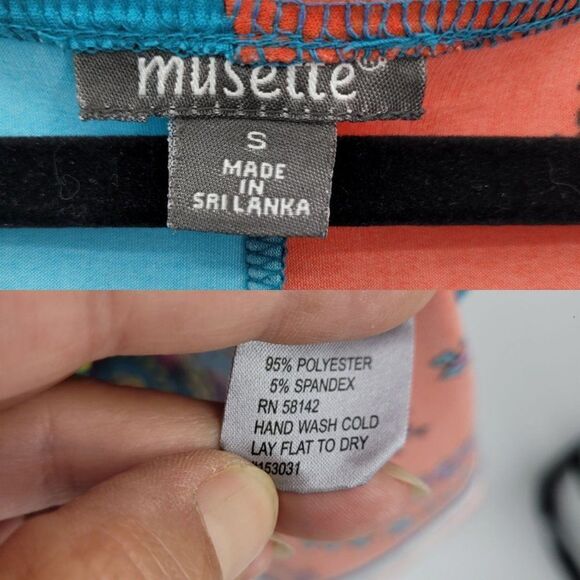 musette®
S
MADE
IN
SRI LANKA
95% POLYESTER
5% SPANDEX
RN 58142
HAND WASH COLD
LAY FLAT TO DRY
#153031